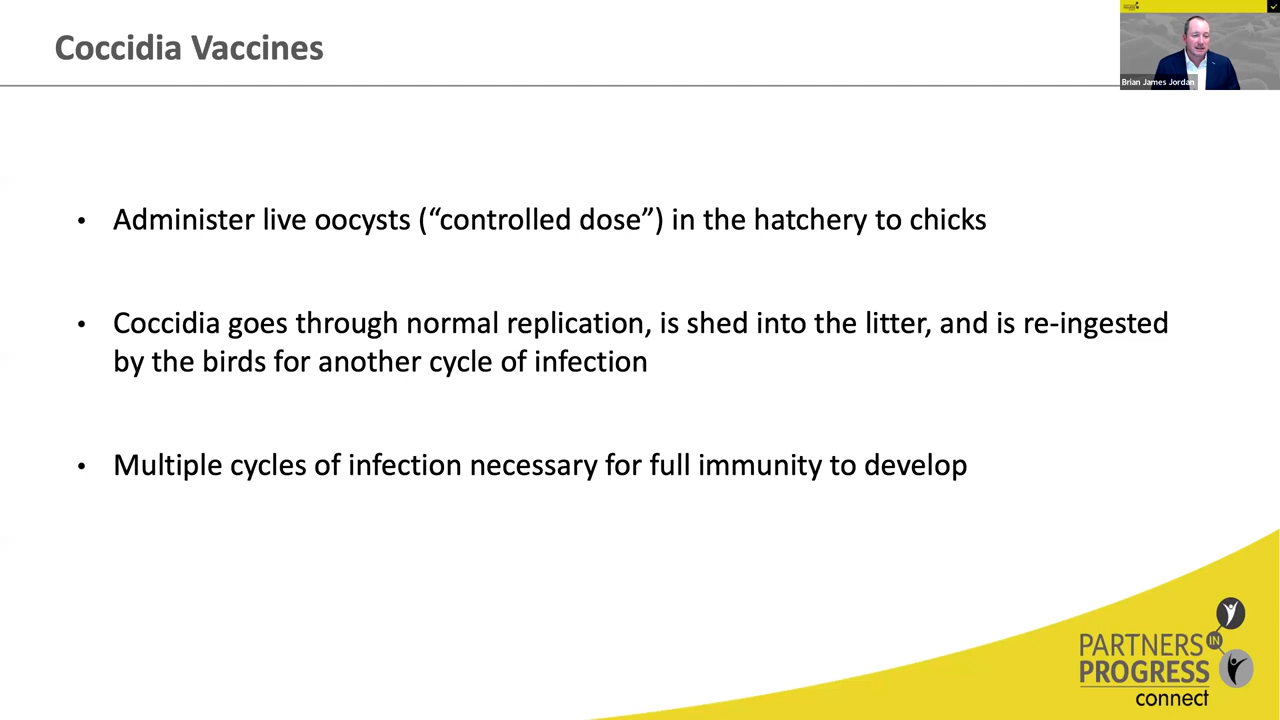 Coccidia Vaccines
Brian James Jordan
• Administer live oocysts (“controlled dose”) in the hatchery to chicks
• Coccidia goes through normal replication, is shed into the litter, and is re-ingested
by the birds for another cycle of infection
• Multiple cycles of infection necessary for full immunity to develop
PARTNERS IN
PROGRESS
connect